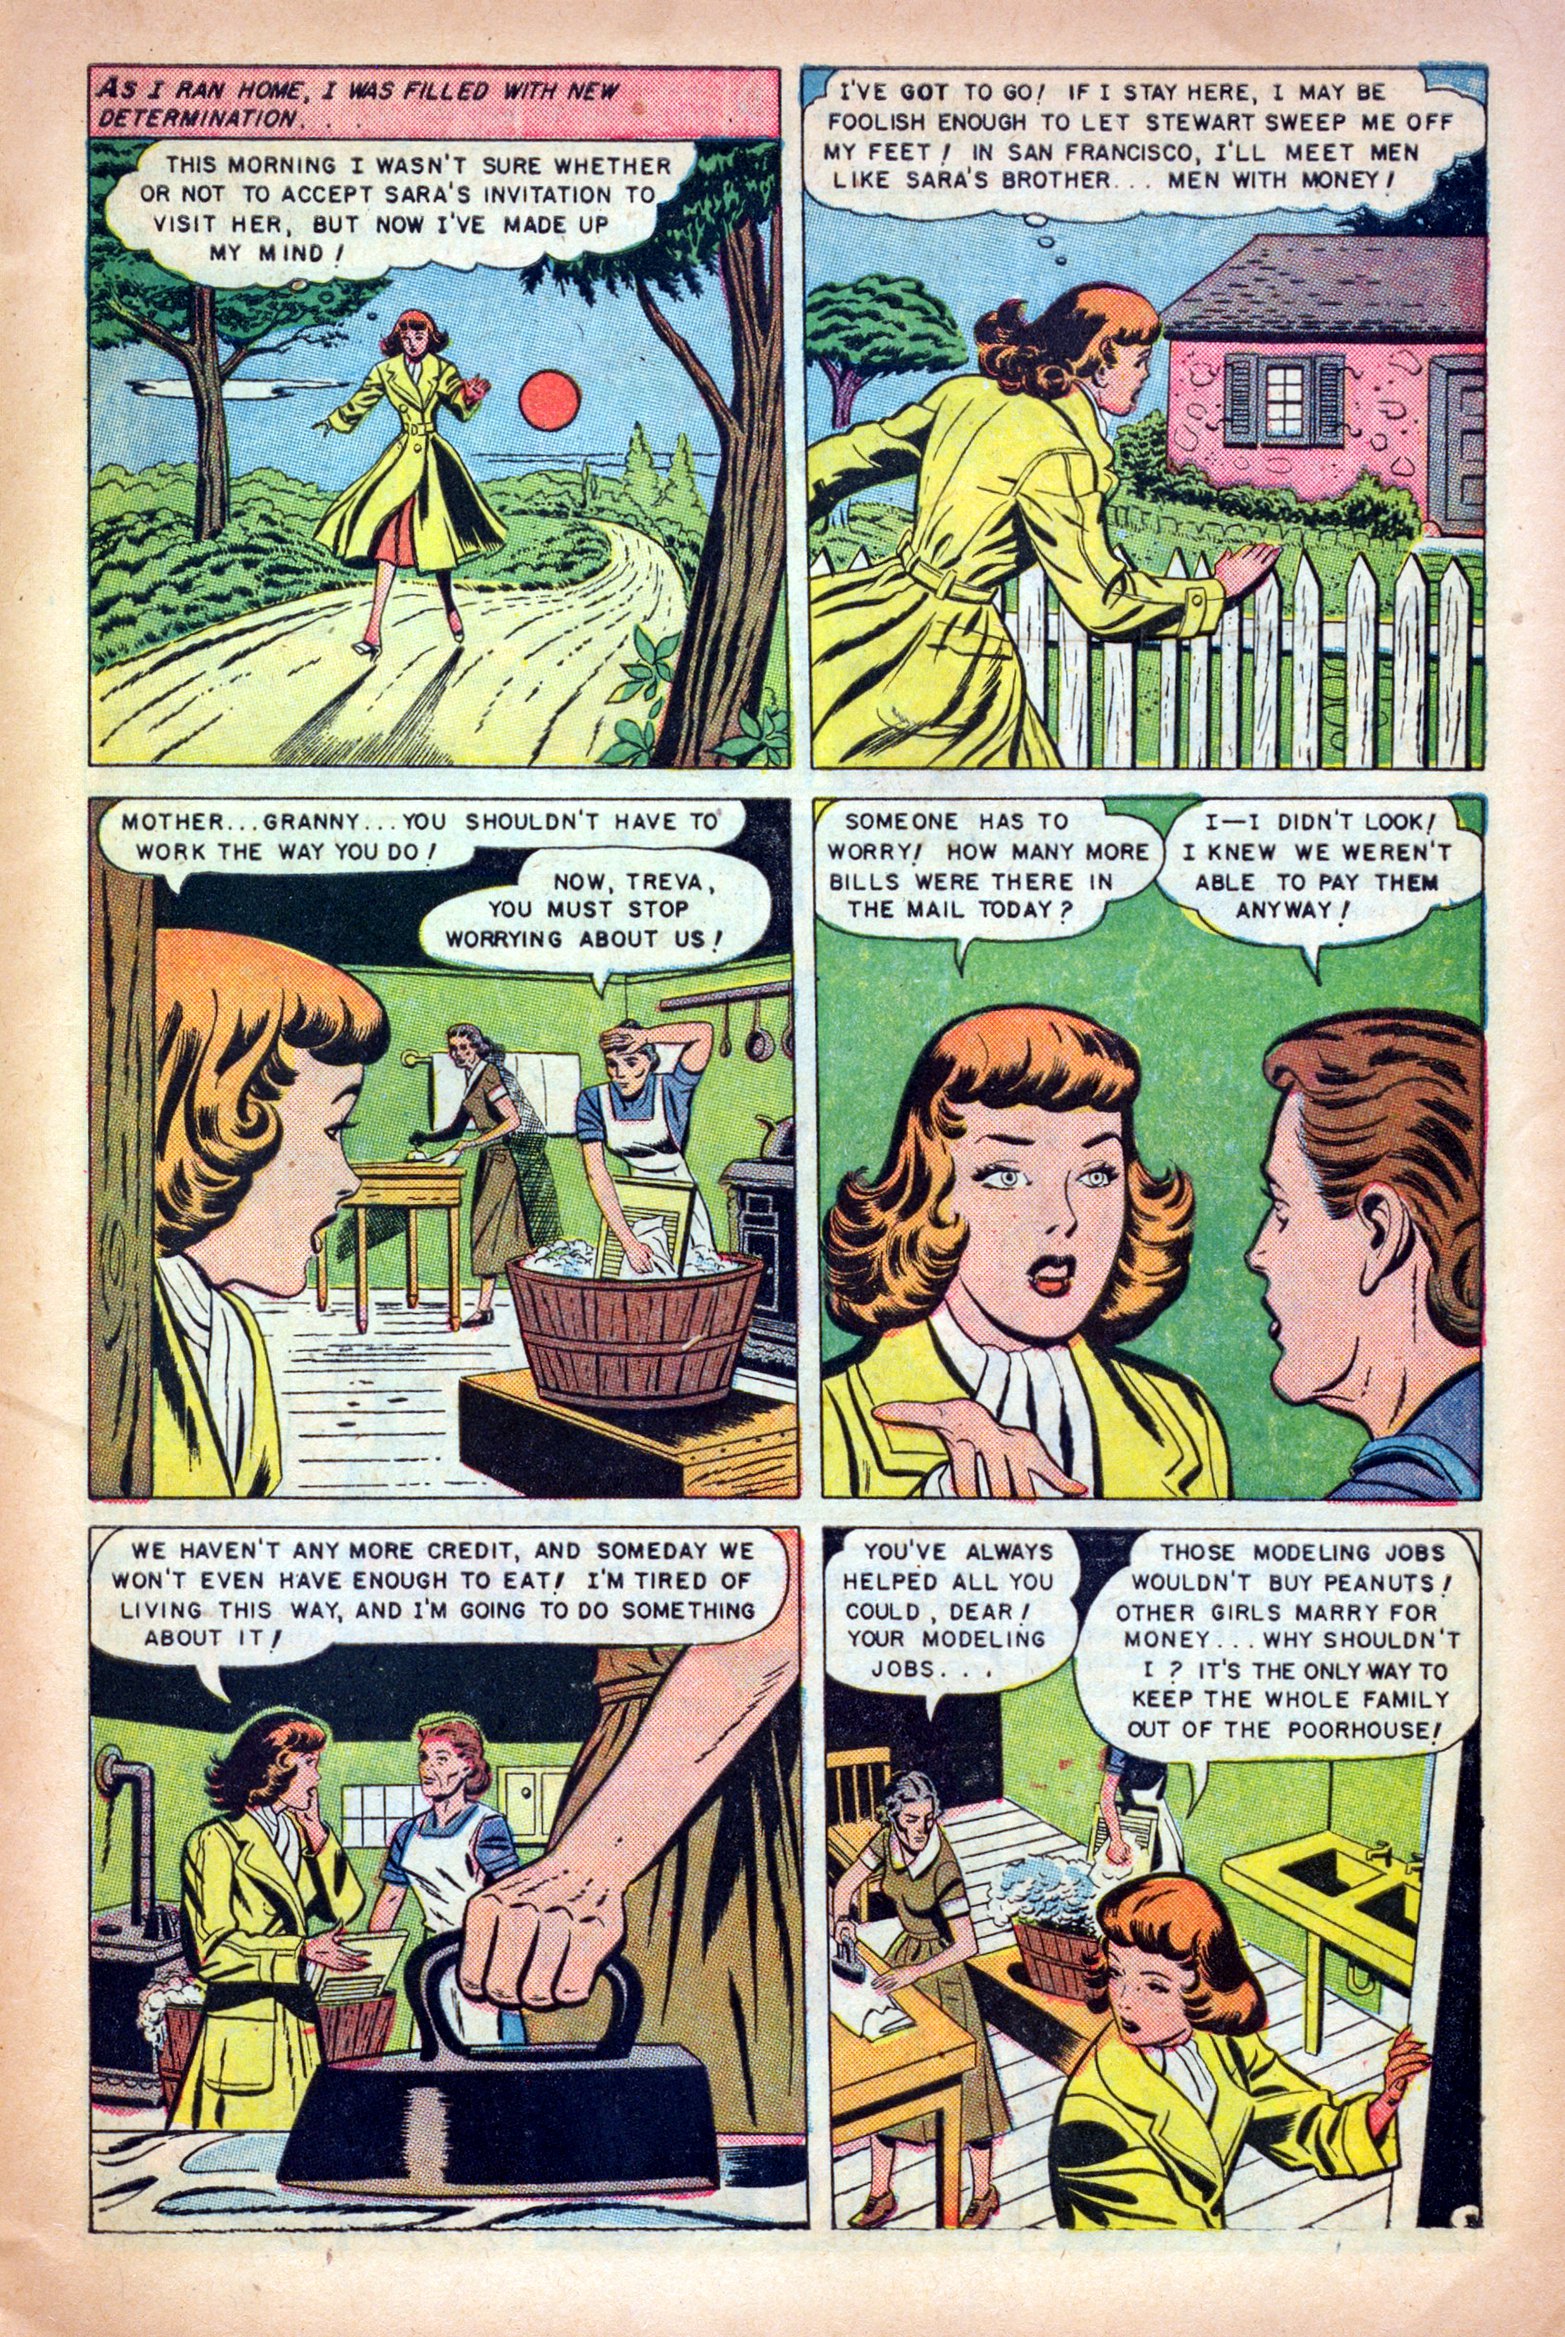 AS I RAN HOME, I WAS FILLED WITH NEW
DETERMINATION. . .
THIS MORNING I WASN'T SURE WHETHER
OR NOT TO ACCEPT SARA'S INVITATION TO
VISIT HER, BUT NOW I'VE MADE UP
MY MIND!
I'VE GOT TO GO! IF I STAY HERE, I MAY BE
FOOLISH ENOUGH TO LET STEWART SWEEP ME OFF
MY FEET! IN SAN FRANCISCO, I'LL MEET MEN
LIKE SARA'S BROTHER... MEN WITH MONEY!
MOTHER...GRANNY...YOU SHOULDN'T HAVE TO
WORK THE WAY YOU DO!
NOW, TREVA,
YOU MUST STOP
WORRYING ABOUT US!
SOMEONE HAS TO
WORRY! HOW MANY MORE
BILLS WERE THERE IN
THE MAIL TODAY?
I—I DIDN'T LOOK!
I KNEW WE WEREN'T
ABLE TO PAY THEM
ANYWAY!
WE HAVEN'T ANY MORE CREDIT, AND SOMEDAY WE
WON'T EVEN HAVE ENOUGH TO EAT! I'M TIRED OF
LIVING THIS WAY, AND I'M GOING TO DO SOMETHING
ABOUT IT!
YOU'VE ALWAYS
HELPED ALL YOU
COULD, DEAR!
YOUR MODELING
JOBS...
THOSE MODELING JOBS
WOULDN'T BUY PEANUTS!
OTHER GIRLS MARRY FOR
MONEY... WHY SHOULDN'T
I? IT'S THE ONLY WAY TO
KEEP THE WHOLE FAMILY
OUT OF THE POORHOUSE!